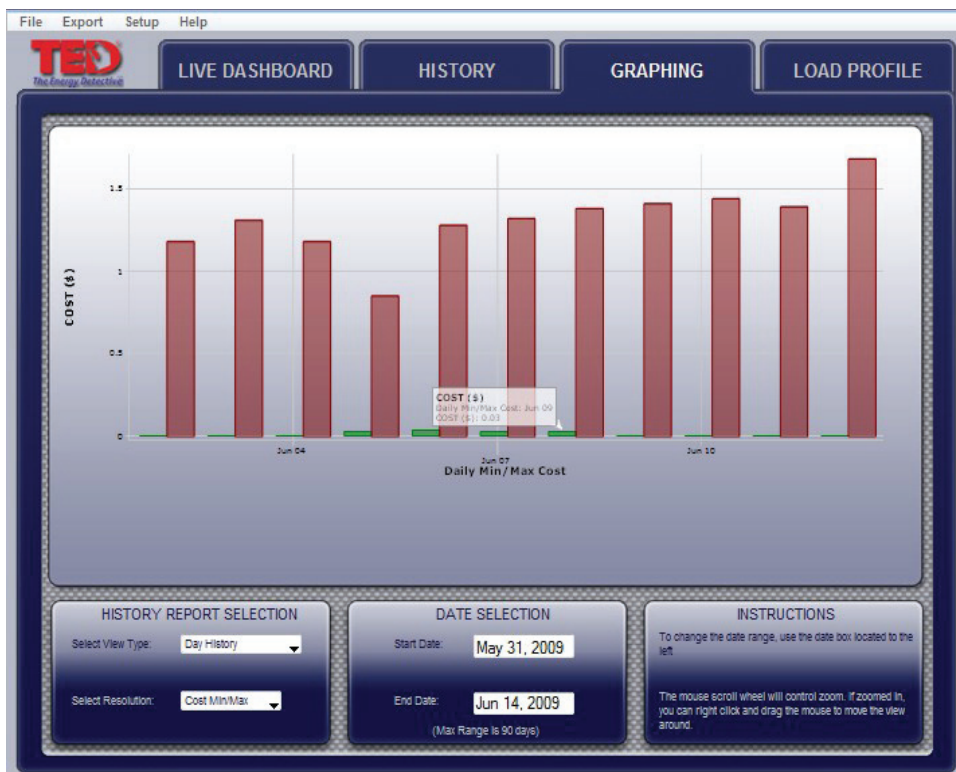 File Export Setup Help
TED
The Energy Detective
LIVE DASHBOARD
HISTORY
GRAPHING
LOAD PROFILE
COST ($)
1.5
1
0.5
0
COST ($)
Daily Min/Max Cost: Jun 09
COST ($): 0.03
Jun 04
Jun 07
Jun 10
Daily Min/Max Cost
HISTORY REPORT SELECTION
Select View Type: Day History
Select Resolution: Cost Min/Max
DATE SELECTION
Start Date: May 31, 2009
End Date: Jun 14, 2009
(Max Range is 90 days)
INSTRUCTIONS
To change the date range, use the date box located to the
left
The mouse scroll wheel will control zoom. If zoomed in,
you can right click and drag the mouse to move the view
around.